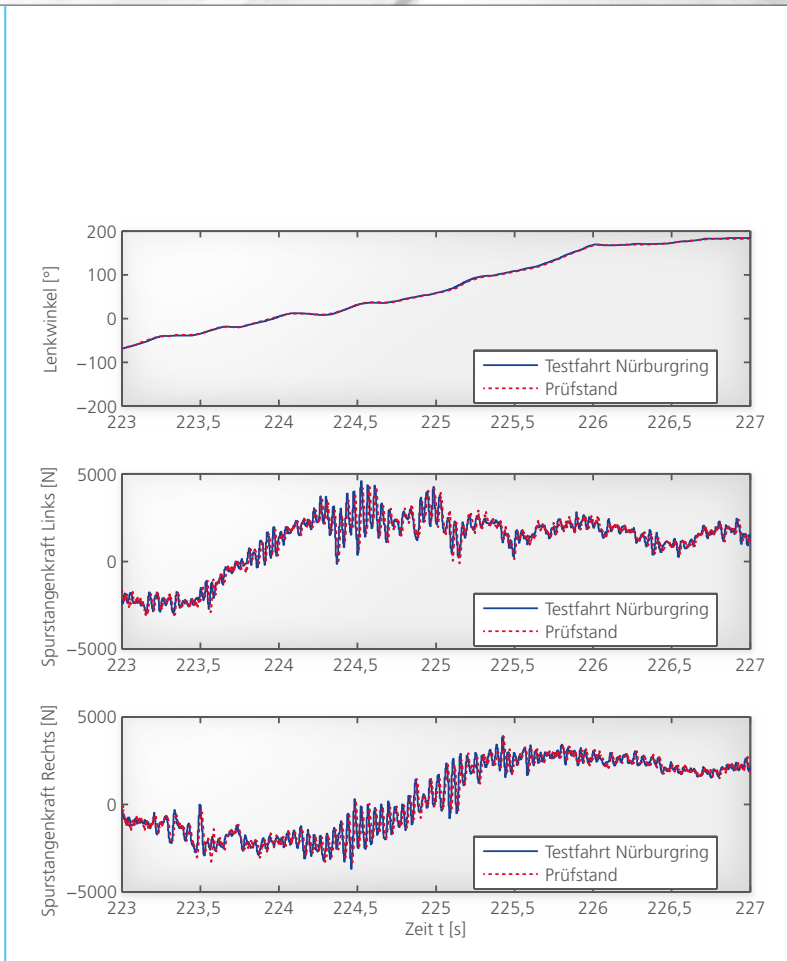 200
100
0
−100
−200
Lenkwinkel [°]
Testfahrt Nürburgring
Prüfstand
223 223,5 224 224,5 225 225,5 226 226,5 227
5000
0
−5000
Spurstangenkraft Links [N]
Testfahrt Nürburgring
Prüfstand
223 223,5 224 224,5 225 225,5 226 226,5 227
5000
0
−5000
Spurstangenkraft Rechts [N]
Testfahrt Nürburgring
Prüfstand
223 223,5 224 224,5 225 225,5 226 226,5 227
Zeit t [s]